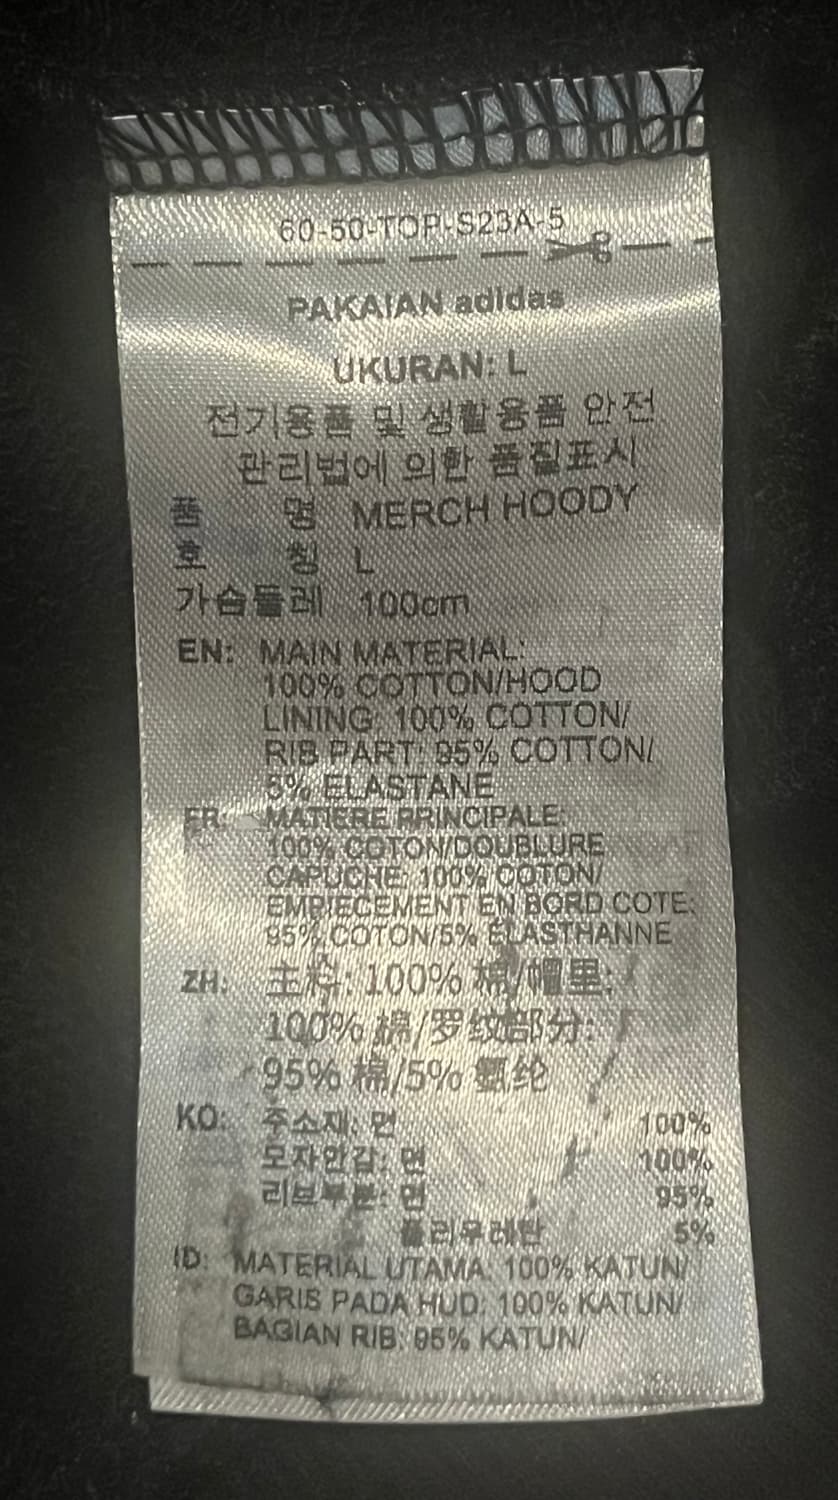 60-50-TOP-S23A-5
PAKAIAN adidas
UKURAN: L
전기용품 및 생활용품 안전
관리법에 의한 품질표시
품 명 MERCH HOODY
호 칭 L
가슴둘레 100cm
EN: MAIN MATERIAL:
100% COTTON/HOOD
LINING: 100% COTTON/
RIB PART: 95% COTTON/
5% ELASTANE
FR: MATIERE PRINCIPALE:
100% COTON/DOUBLURE
CAPUCHE: 100% COTON/
EMPIECEMENT EN BORD COTE:
95% COTON/5% ÉLASTHANNE
ZH: 主料: 100% 棉/帽里:
100% 棉/罗纹部分:
95% 棉/5% 氨纶
KO: 주소재: 면 100%
모자안감: 면 100%
리브부분: 면 95%
폴리우레탄 5%
ID: MATERIAL UTAMA: 100% KATUN/
GARIS PADA HUD: 100% KATUN/
BAGIAN RIB: 95% KATUN/